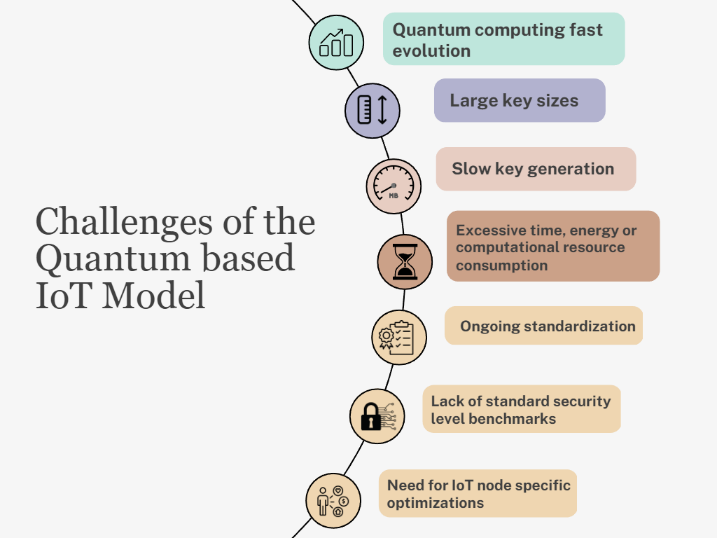 Challenges of the
Quantum based
IoT Model
Quantum computing fast
evolution
Large key sizes
MB
Slow key generation
Excessive time, energy or
computational resource
consumption
Ongoing standardization
Lack of standard security
level benchmarks
Need for IoT node specific
optimizations
$